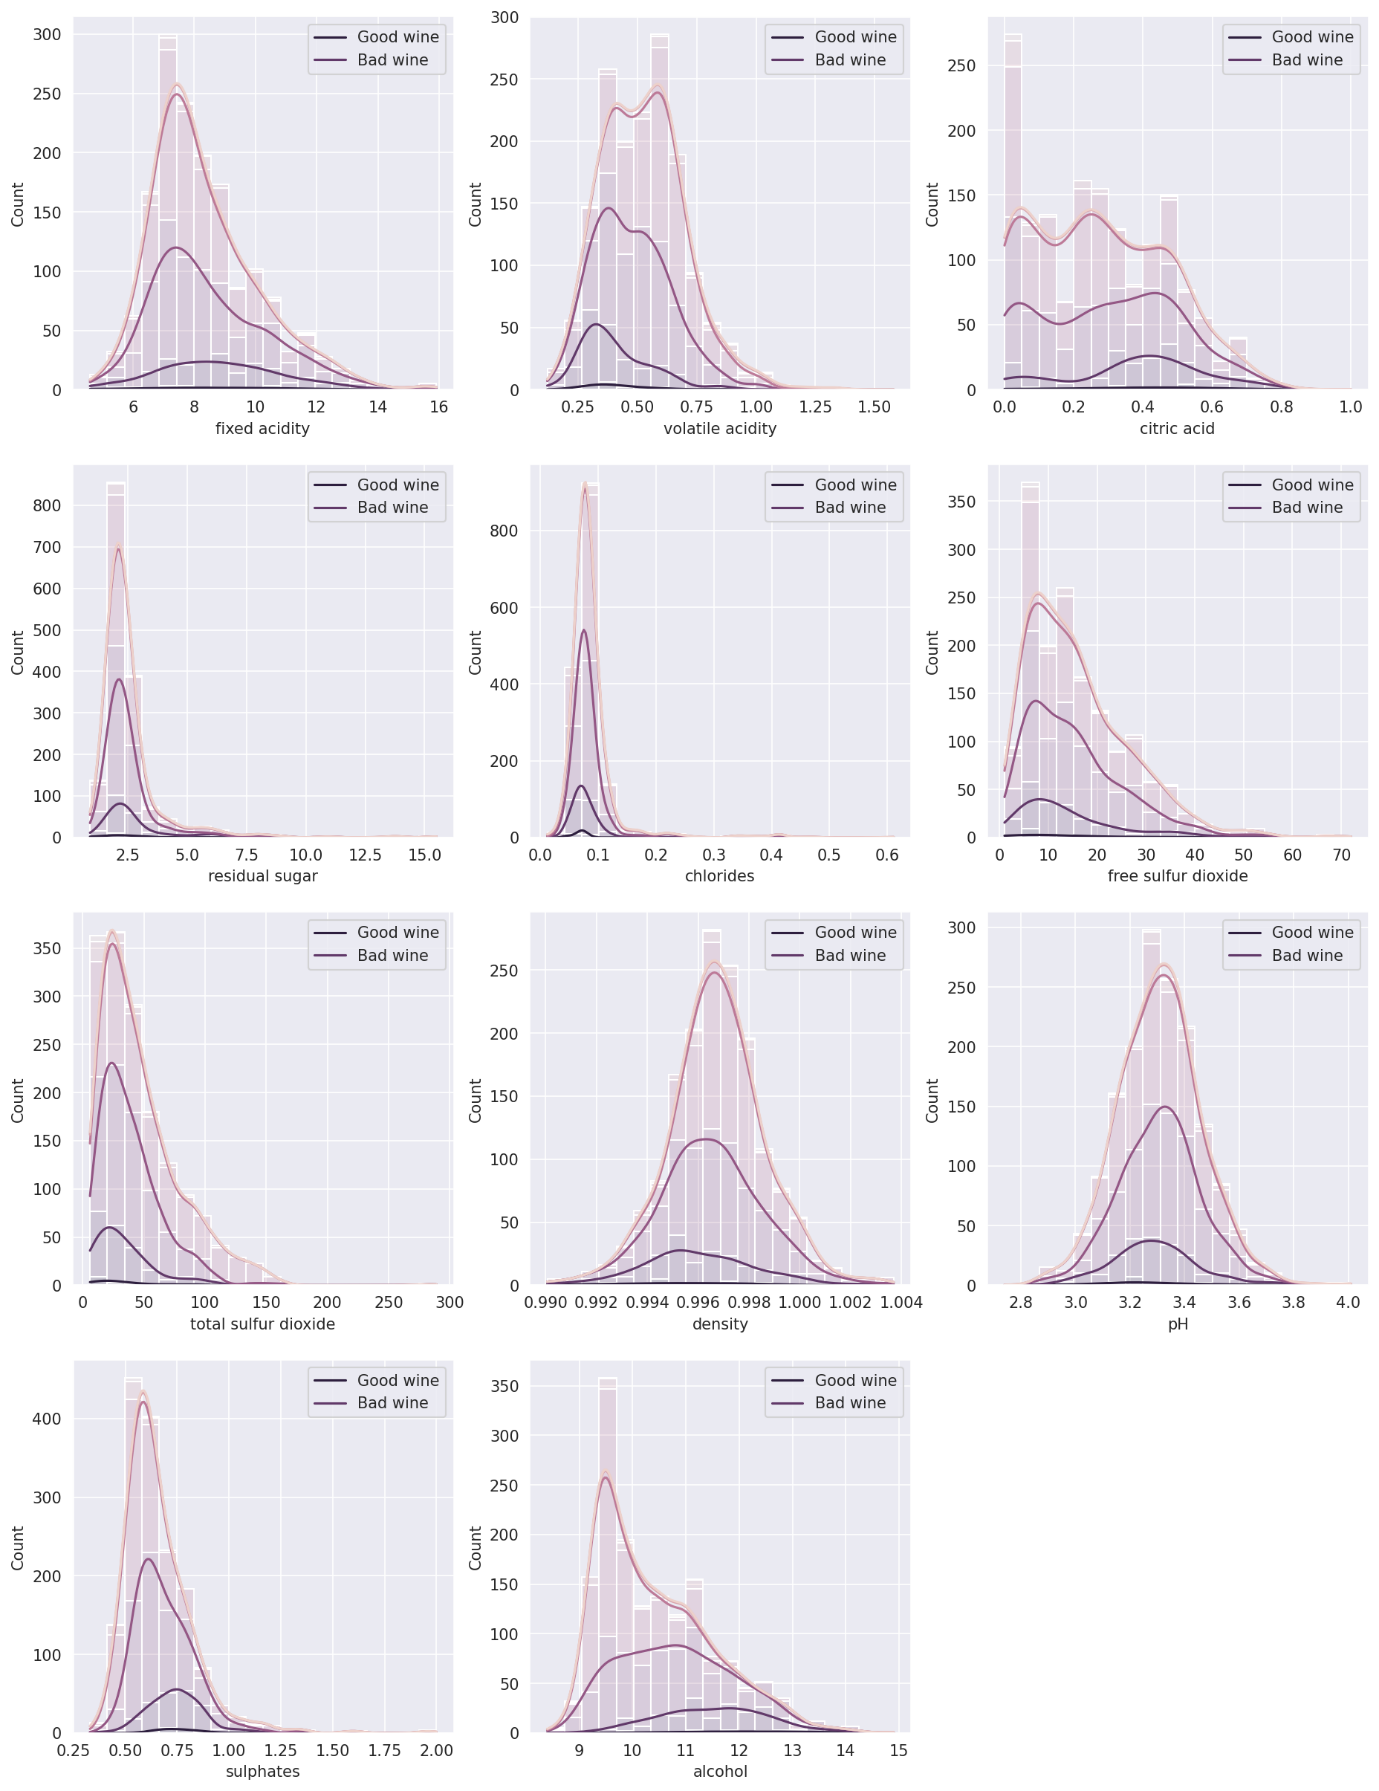 Count
300
250
200
150
100
50
0
Good wine
Bad wine
6 8 10 12 14 16
fixed acidity
Count
300
250
200
150
100
50
0
Good wine
Bad wine
0.25 0.50 0.75 1.00 1.25 1.50
volatile acidity
Count
250
200
150
100
50
0
Good wine
Bad wine
0.0 0.2 0.4 0.6 0.8 1.0
citric acid
Count
800
700
600
500
400
300
200
100
0
Good wine
Bad wine
2.5 5.0 7.5 10.0 12.5 15.0
residual sugar
Count
800
600
400
200
0
Good wine
Bad wine
0.0 0.1 0.2 0.3 0.4 0.5 0.6
chlorides
Count
350
300
250
200
150
100
50
0
Good wine
Bad wine
0 10 20 30 40 50 60 70
free sulfur dioxide
Count
350
300
250
200
150
100
50
0
Good wine
Bad wine
0 50 100 150 200 250 300
total sulfur dioxide
Count
250
200
150
100
50
0
Good wine
Bad wine
0.990 0.992 0.994 0.996 0.998 1.000 1.002 1.004
density
Count
300
250
200
150
100
50
0
Good wine
Bad wine
2.8 3.0 3.2 3.4 3.6 3.8 4.0
pH
Count
400
300
200
100
0
Good wine
Bad wine
0.25 0.50 0.75 1.00 1.25 1.50 1.75 2.00
sulphates
Count
350
300
250
200
150
100
50
0
Good wine
Bad wine
9 10 11 12 13 14 15
alcohol